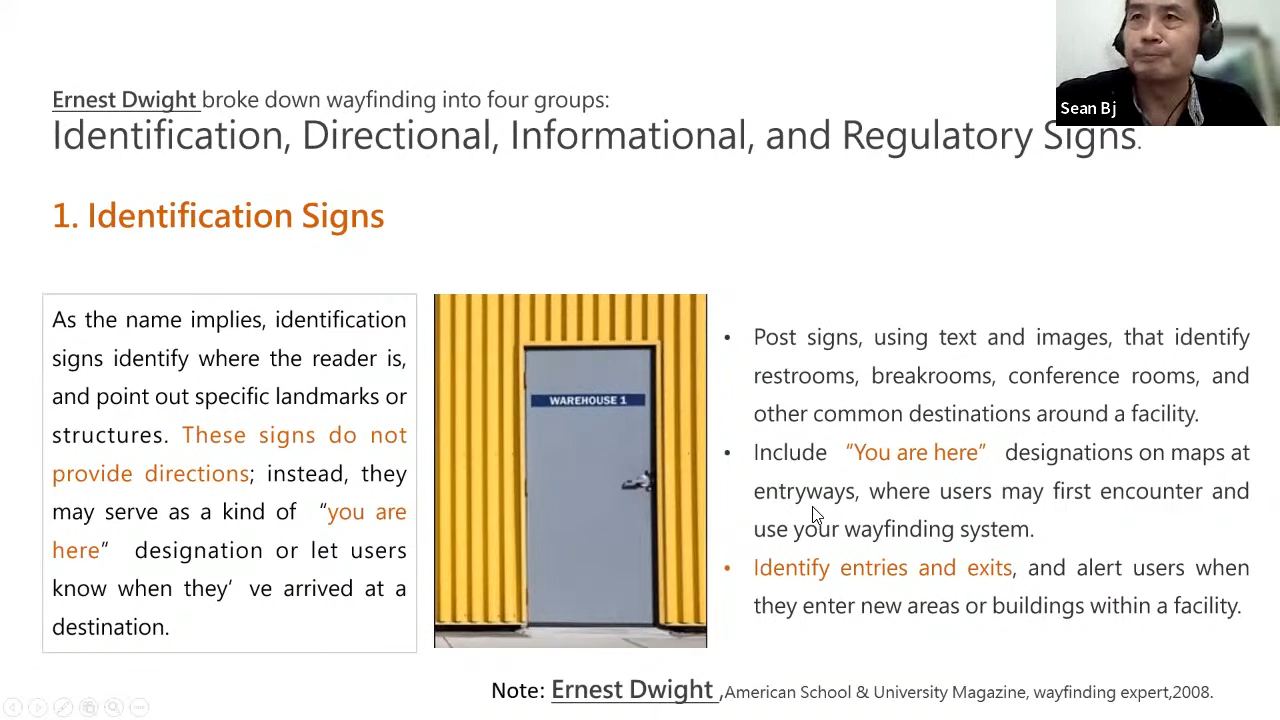 Sean Bj
Ernest Dwight broke down wayfinding into four groups:
Identification, Directional, Informational, and Regulatory Signs.
1. Identification Signs
As the name implies, identification
signs identify where the reader is,
and point out specific landmarks or
structures. These signs do not
provide directions; instead, they
may serve as a kind of “you are
here” designation or let users
know when they’ ve arrived at a
destination.
WAREHOUSE 1
• Post signs, using text and images, that identify
restrooms, breakrooms, conference rooms, and
other common destinations around a facility.
• Include “You are here” designations on maps at
entryways, where users may first encounter and
use your wayfinding system.
• Identify entries and exits, and alert users when
they enter new areas or buildings within a facility.
Note: Ernest Dwight ,American School & University Magazine, wayfinding expert,2008.